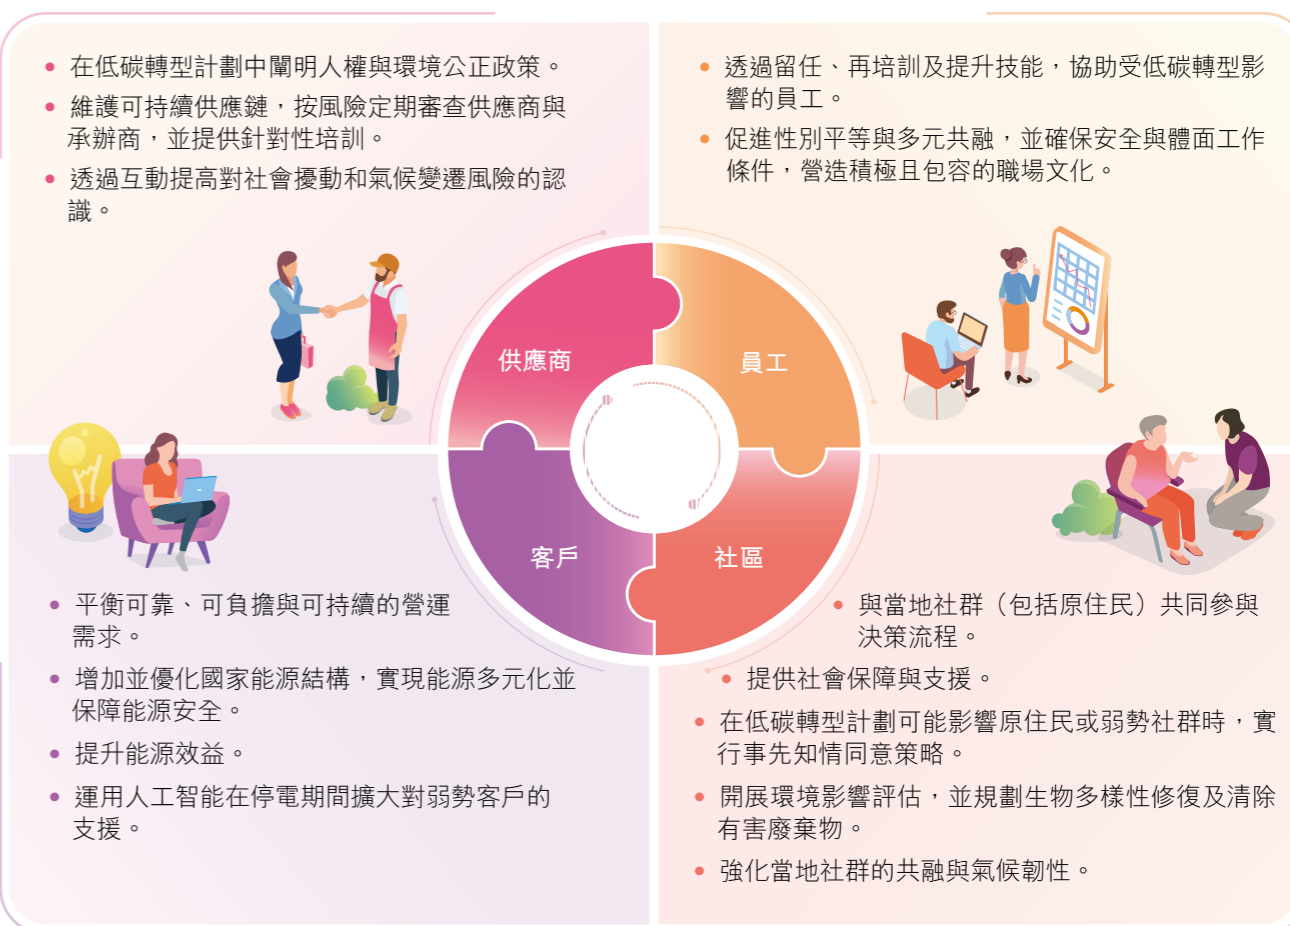 在低碳轉型計劃中闡明人權與環境公正政策。
維護可持續供應鏈，按風險定期審查供應商與
承辦商，並提供針對性培訓。
透過互動提高對社會擾動和氣候變遷風險的認
識。
透過留任、再培訓及提升技能，協助受低碳轉型影
響的員工。
促進性別平等與多元共融，並確保安全與體面工作
條件，營造積極且包容的職場文化。
供應商
員工
客戶
社區
平衡可靠、可負擔與可持續的營運
需求。
增加並優化國家能源結構，實現能源多元化並
保障能源安全。
提升能源效益。
運用人工智能在停電期間擴大對弱勢客戶的
支援。
與當地社群（包括原住民）共同參與
決策流程。
提供社會保障與支援。
在低碳轉型計劃可能影響原住民或弱勢社群時，實
行事先知情同意策略。
開展環境影響評估，並規劃生物多樣性修復及清除
有害廢棄物。
強化當地社群的共融與氣候韌性。